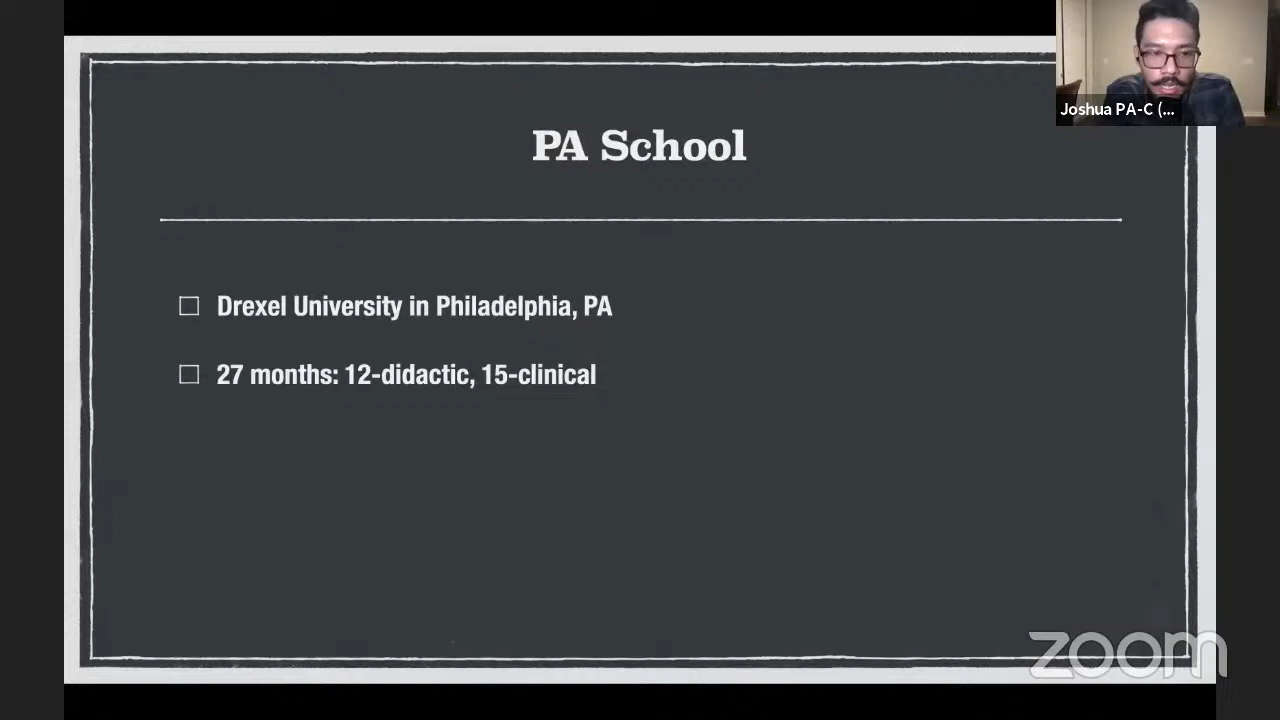 PA School
Drexel University in Philadelphia, PA
27 months: 12-didactic, 15-clinical
Joshua PA-C (...
zoom